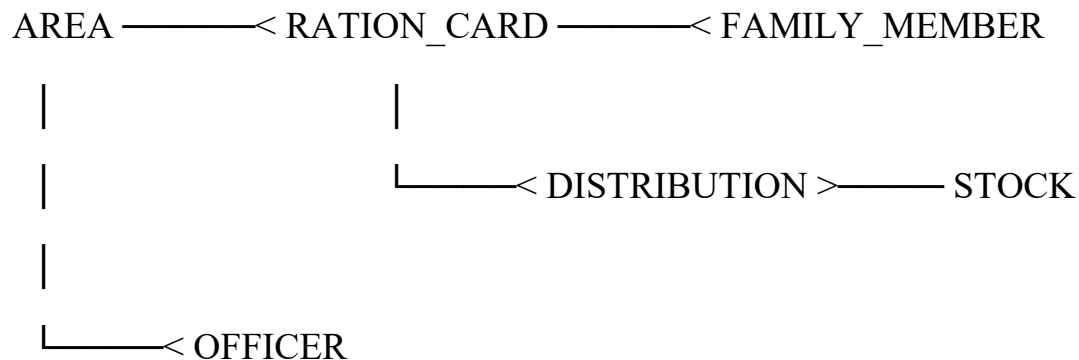 AREA ————< RATION_CARD ————< FAMILY_MEMBER
│ │
│ └————< DISTRIBUTION >———— STOCK
│
└————< OFFICER